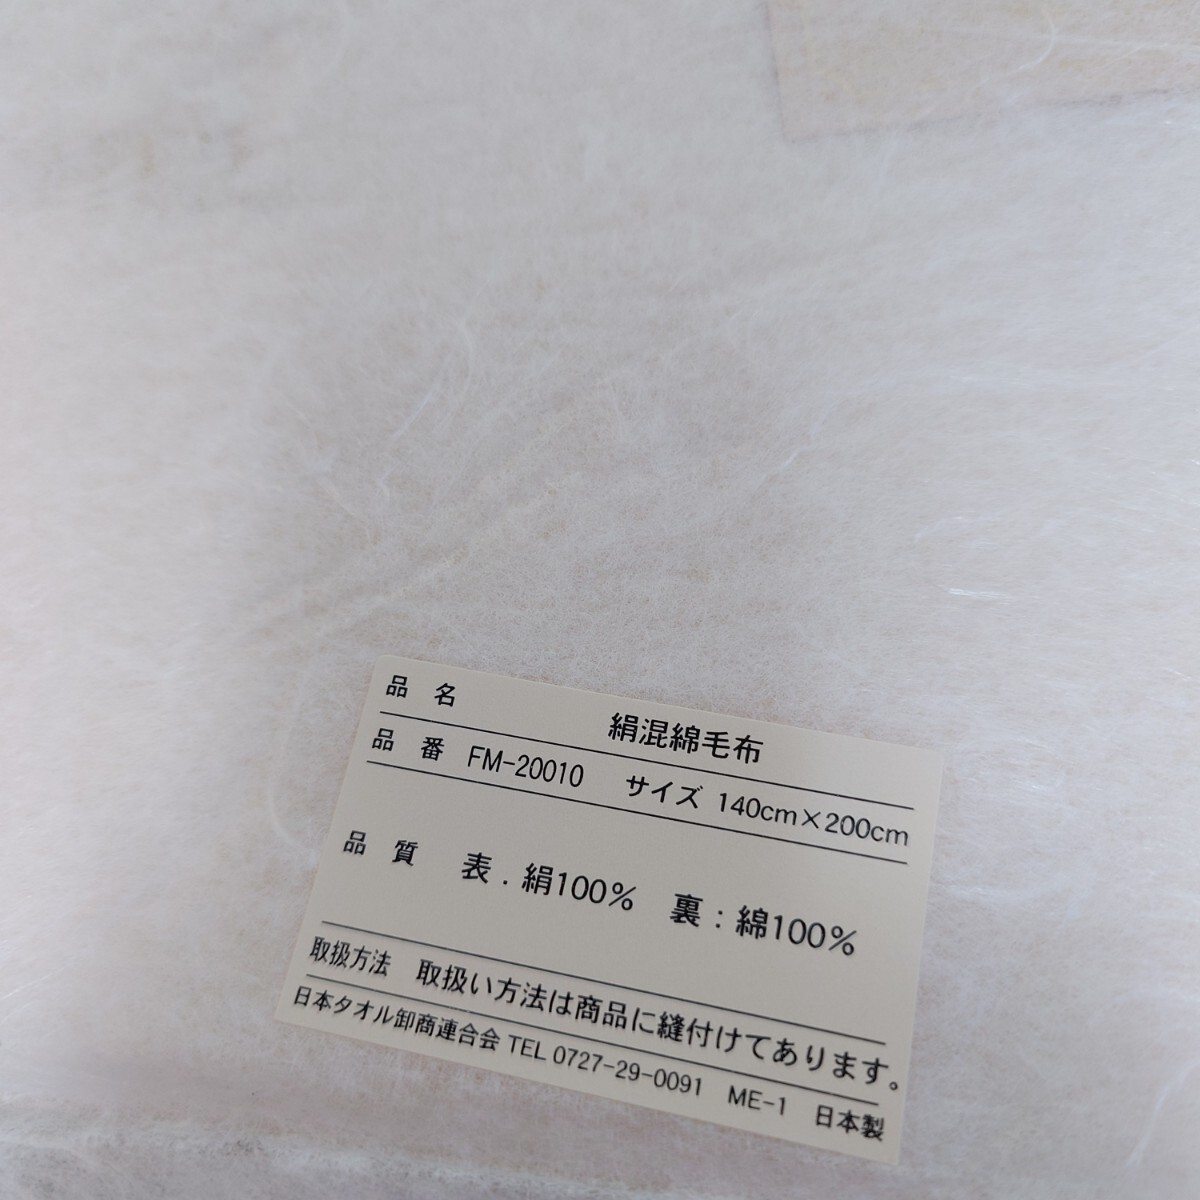 品 名 絹混綿毛布
品 番 FM-20010 サイズ 140cm×200cm
品 質 表．絹100% 裏：綿100%
取扱方法 取扱い方法は商品に縫付けてあります。
日本タオル卸商連合会 TEL 0727-29-0091 ME-1 日本製